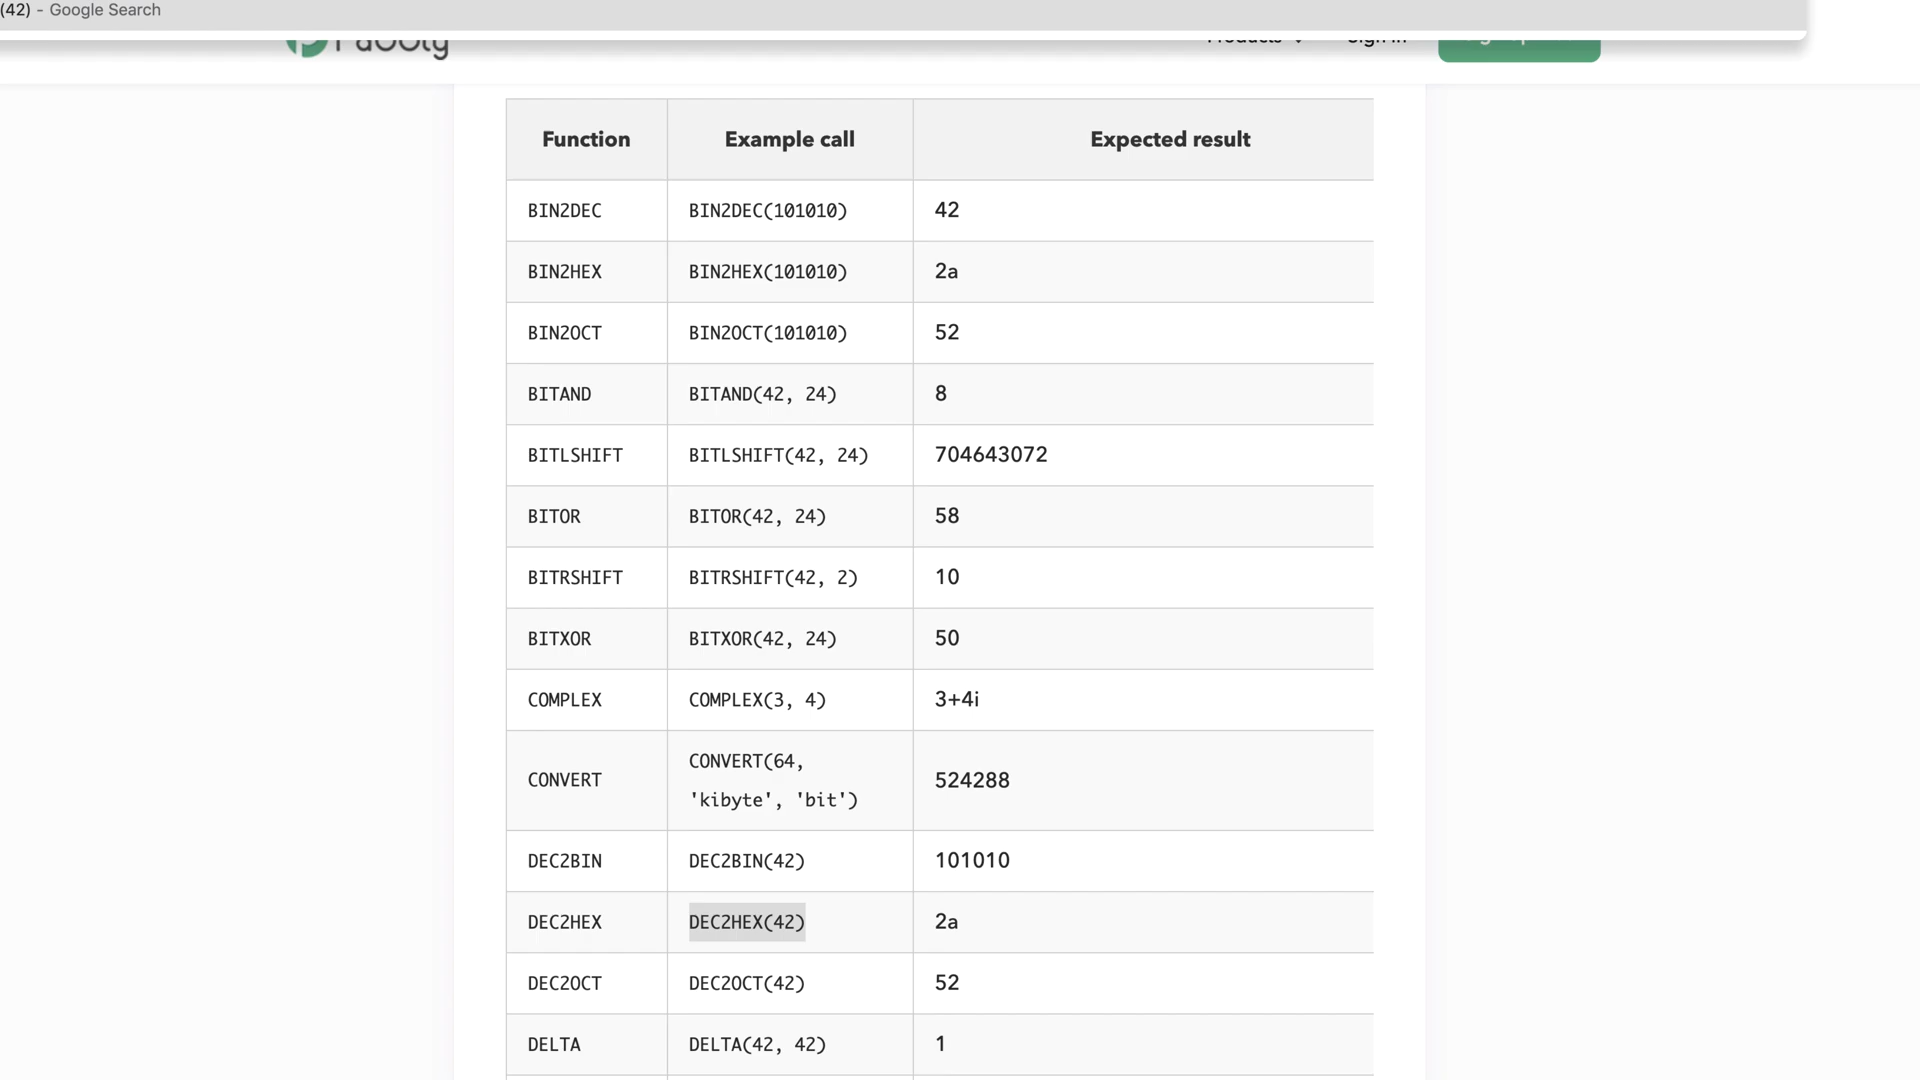 (42) - Google Search
Function Example call Expected result
BIN2DEC BIN2DEC(101010) 42
BIN2HEX BIN2HEX(101010) 2a
BIN2OCT BIN2OCT(101010) 52
BITAND BITAND(42, 24) 8
BITLSHIFT BITLSHIFT(42, 24) 704643072
BITOR BITOR(42, 24) 58
BITRSHIFT BITRSHIFT(42, 2) 10
BITXOR BITXOR(42, 24) 50
COMPLEX COMPLEX(3, 4) 3+4i
CONVERT CONVERT(64,
'kibyte', 'bit') 524288
DEC2BIN DEC2BIN(42) 101010
DEC2HEX DEC2HEX(42) 2a
DEC2OCT DEC2OCT(42) 52
DELTA DELTA(42, 42) 1